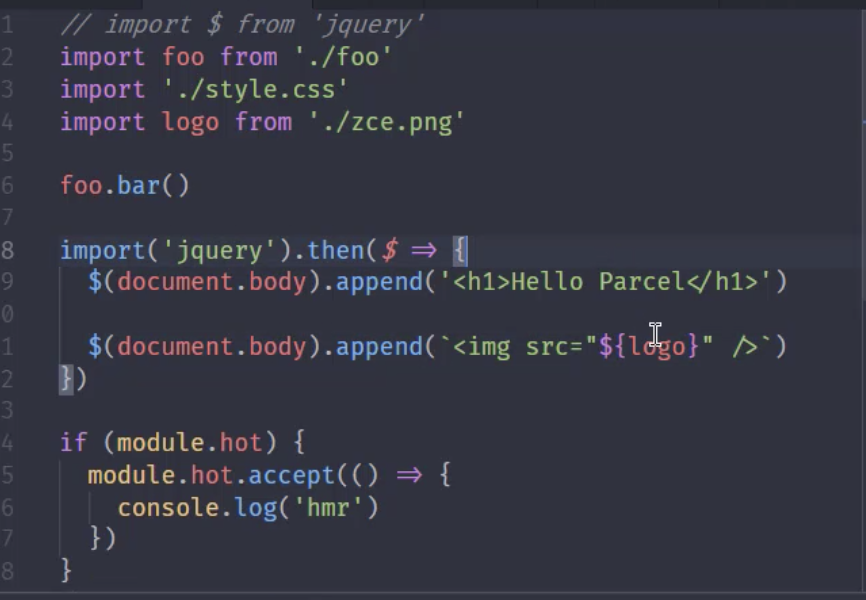 1 // import $ from 'jquery'
2 import foo from './foo'
3 import './style.css'
4 import logo from './zce.png'
5
6 foo.bar()
7
8 import('jquery').then($ => {
9   $(document.body).append('<h1>Hello Parcel</h1>')
0
1   $(document.body).append(`<img src="${logo}" />`)
2 })
3
4 if (module.hot) {
5   module.hot.accept(() => {
6     console.log('hmr')
7   })
8 }